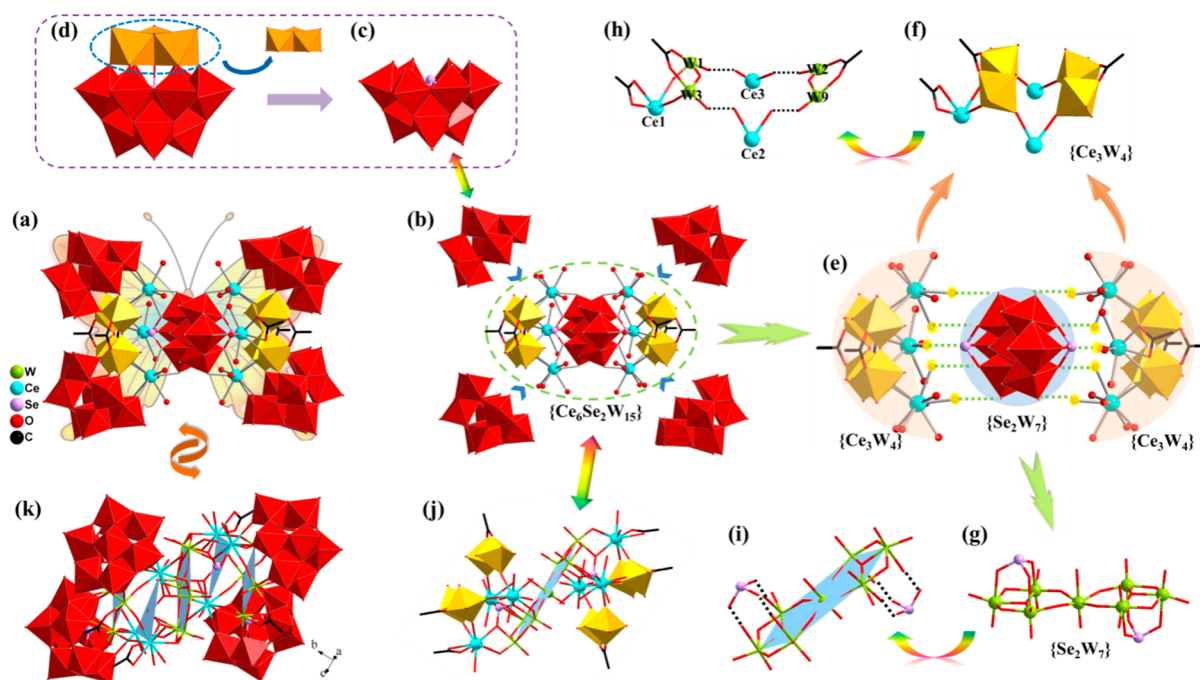 (d)
(c)
(h)
(f)
W1
W2
Ce3
W3
W9
Ce1
Ce2
{Ce₃W₄}
(a)
(b)
(e)
W
Ce
Se
O
C
{Ce₆Se₂W₁₅}
{Ce₃W₄}
{Se₂W₇}
{Ce₃W₄}
(k)
(j)
(i)
(g)
{Se₂W₇}
b
a
c